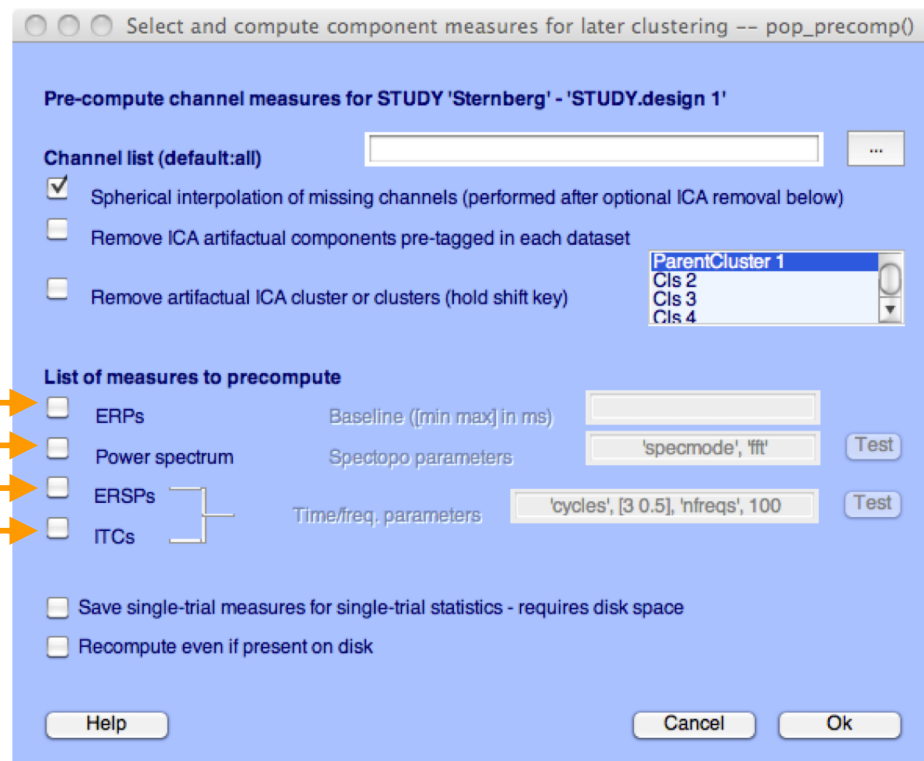 Select and compute component measures for later clustering -- pop_precomp()
Pre-compute channel measures for STUDY 'Sternberg' - 'STUDY.design 1'
Channel list (default:all)
...
Spherical interpolation of missing channels (performed after optional ICA removal below)
Remove ICA artifactual components pre-tagged in each dataset
Remove artifactual ICA cluster or clusters (hold shift key)
ParentCluster 1
Cls 2
Cls 3
Cls 4
List of measures to precompute
ERPs Baseline ([min max] in ms)
Power spectrum Spectopo parameters 'specmode', 'fft' Test
ERSPs
Time/freq. parameters 'cycles', [3 0.5], 'nfreqs', 100 Test
ITCs
Save single-trial measures for single-trial statistics - requires disk space
Recompute even if present on disk
Help Cancel Ok